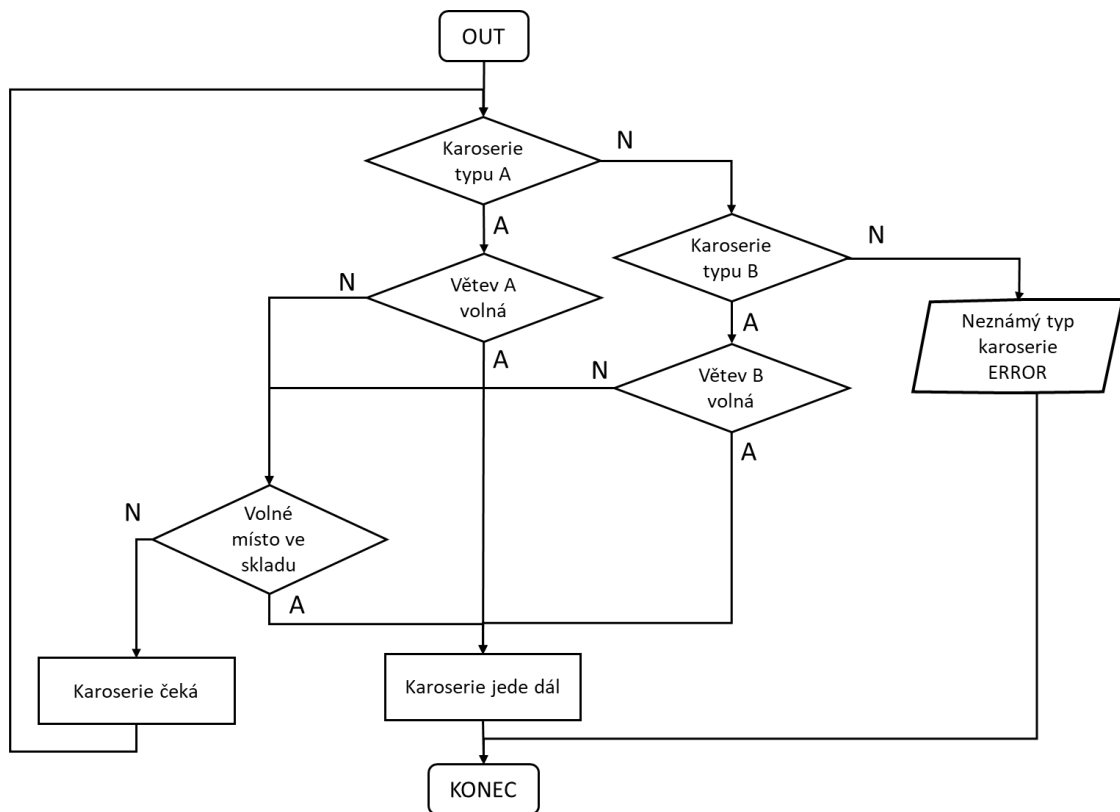 OUT
Karoserie
typu A
N
A
Karoserie
typu B
N
A
Větev A
volná
N
A
Neznámý typ
karoserie
ERROR
Větev B
volná
N
A
Volné
místo ve
skladu
N
A
Karoserie čeká
Karoserie jede dál
KONEC